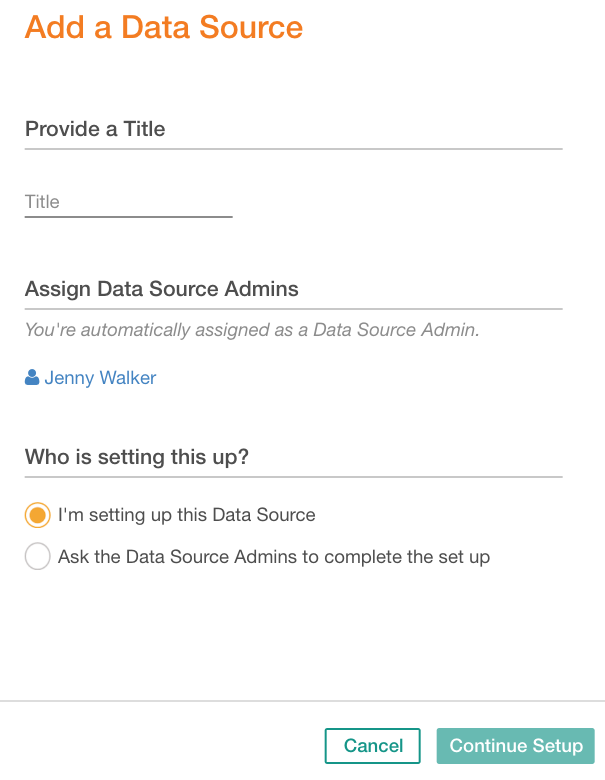 Add a Data Source
Provide a Title
Title
Assign Data Source Admins
You're automatically assigned as a Data Source Admin.
Jenny Walker
Who is setting this up?
I'm setting up this Data Source
Ask the Data Source Admins to complete the set up
Cancel
Continue Setup